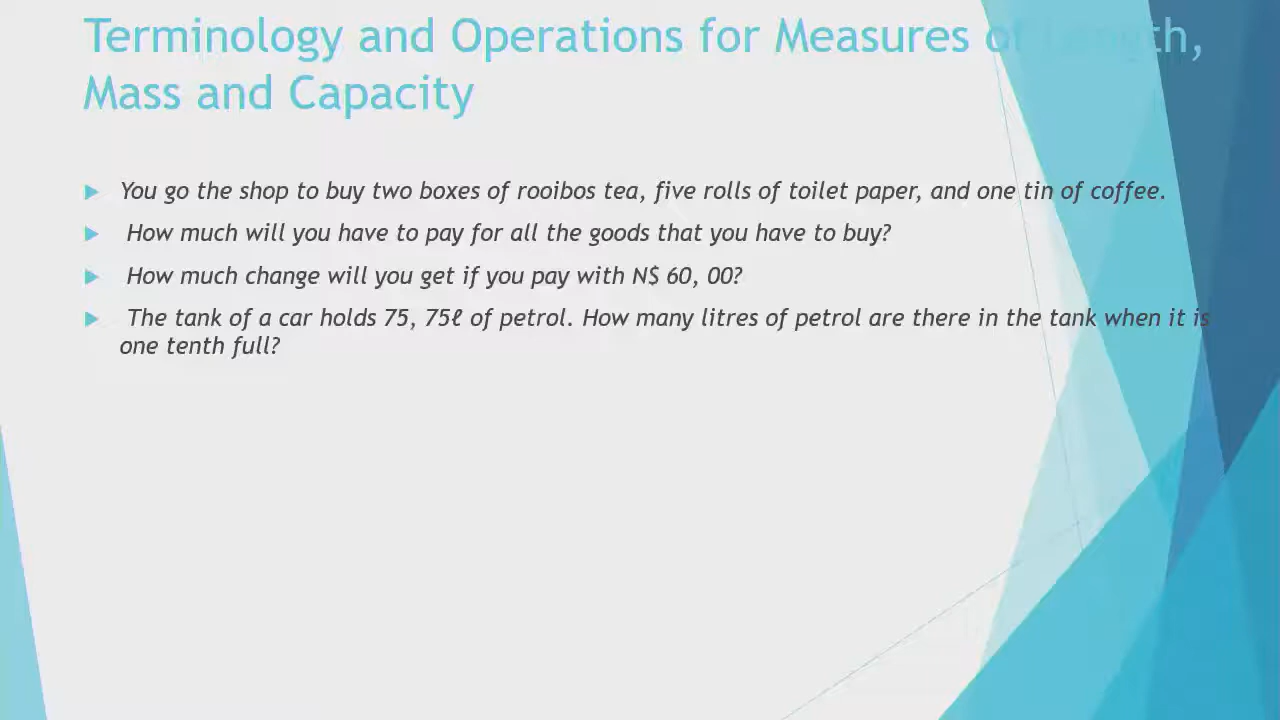 Terminology and Operations for Measures of Length,
Mass and Capacity
You go the shop to buy two boxes of rooibos tea, five rolls of toilet paper, and one tin of coffee.
How much will you have to pay for all the goods that you have to buy?
How much change will you get if you pay with N$ 60, 00?
The tank of a car holds 75, 75ℓ of petrol. How many litres of petrol are there in the tank when it is
one tenth full?